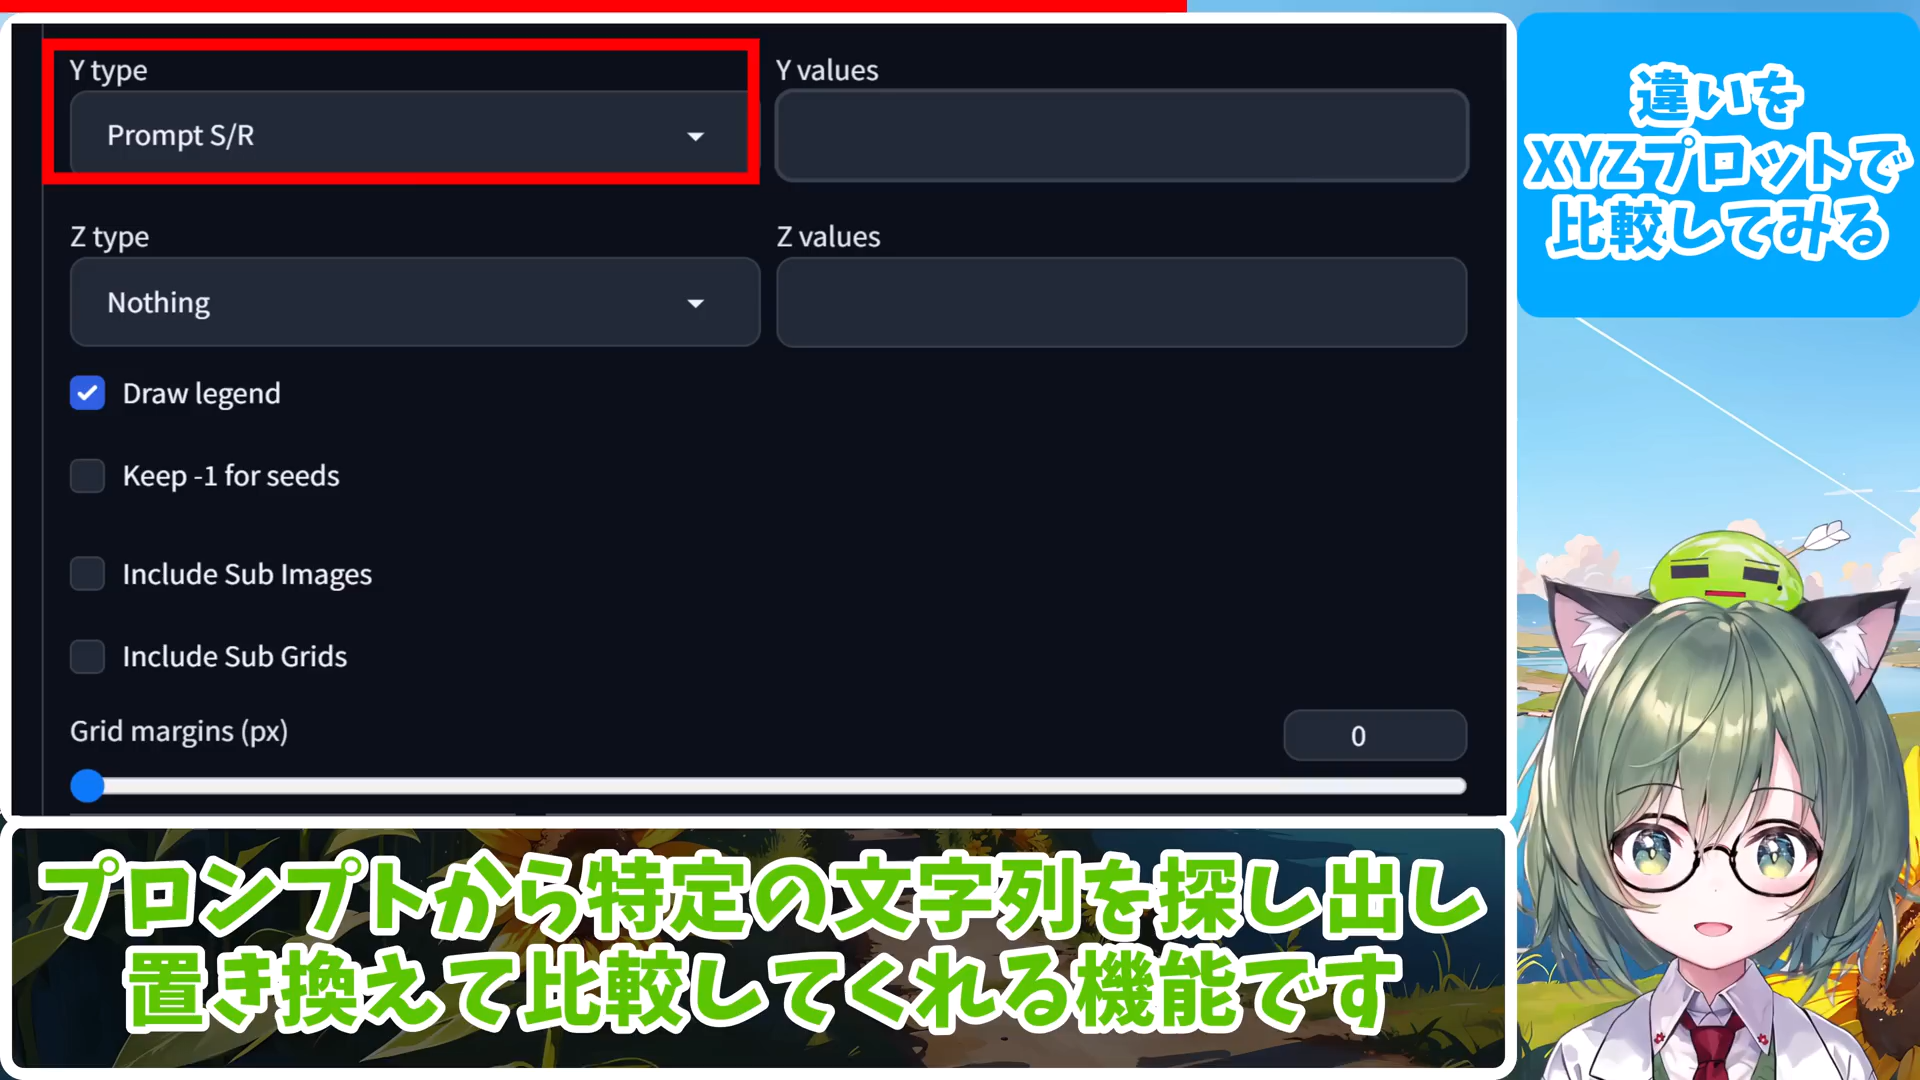 Y type
Y values
Prompt S/R
Z type
Z values
Nothing
Draw legend
Keep -1 for seeds
Include Sub Images
Include Sub Grids
Grid margins (px)
0
違いを
XYZプロットで
比較してみる
プロンプトから特定の文字列を探し出し
置き換えて比較してくれる機能です